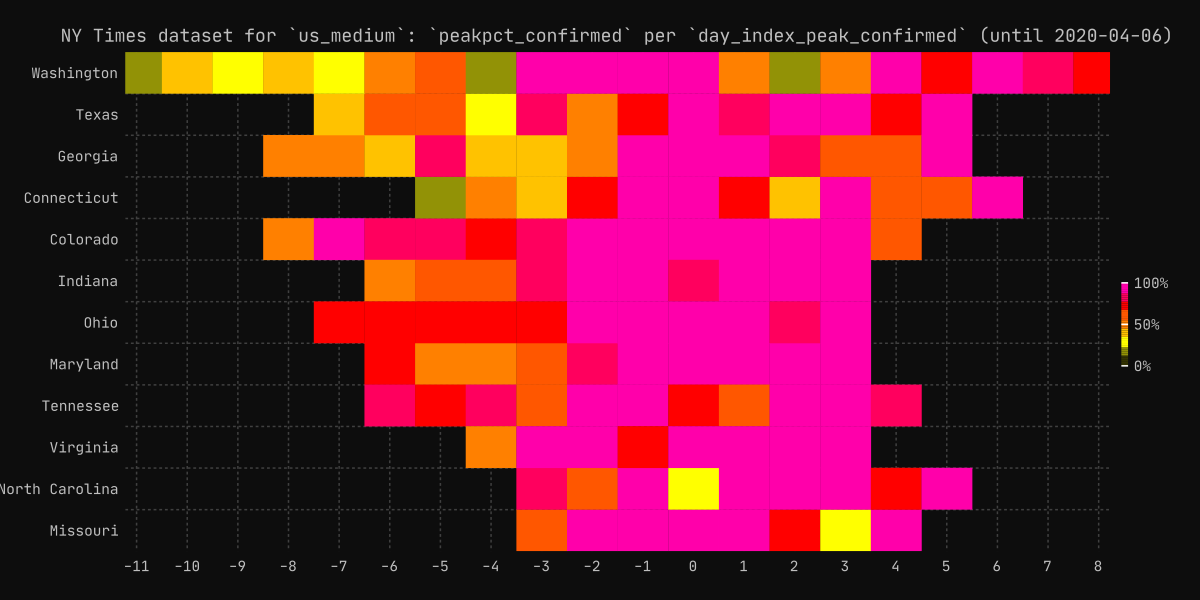 NY Times dataset for `us_medium`: `peakpct_confirmed` per `day_index_peak_confirmed` (until 2020-04-06)
Washington
Texas
Georgia
Connecticut
Colorado
Indiana
Ohio
Maryland
Tennessee
Virginia
North Carolina
Missouri
-11 -10 -9 -8 -7 -6 -5 -4 -3 -2 -1 0 1 2 3 4 5 6 7 8
100%
50%
0%